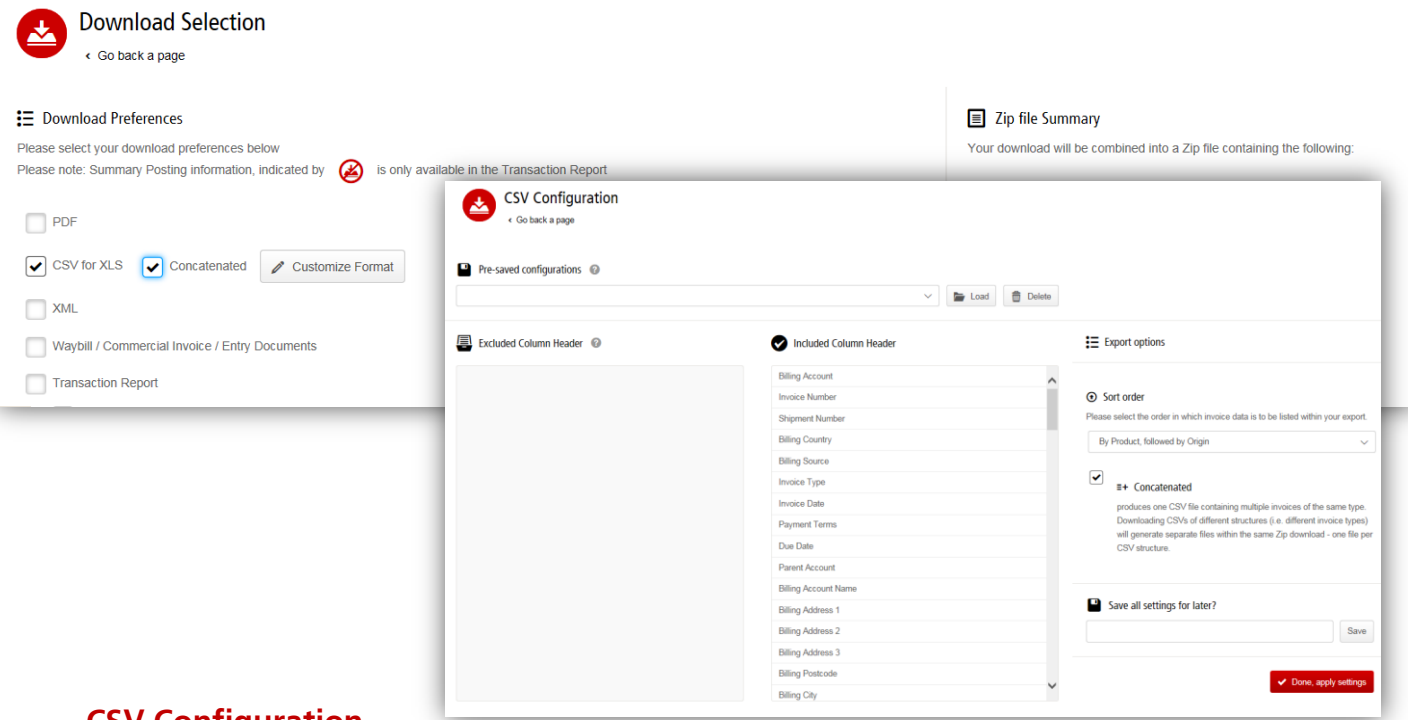 Download Selection
‹ Go back a page
Download Preferences
Please select your download preferences below
Please note: Summary Posting information, indicated by is only available in the Transaction Report
PDF
CSV for XLS Concatenated Customize Format
XML
Waybill / Commercial Invoice / Entry Documents
Transaction Report
Zip file Summary
Your download will be combined into a Zip file containing the following:
CSV Configuration
‹ Go back a page
Pre-saved configurations ?
Load Delete
Excluded Column Header ?
Included Column Header
Billing Account
Invoice Number
Shipment Number
Billing Country
Billing Source
Invoice Type
Invoice Date
Payment Terms
Due Date
Parent Account
Billing Account Name
Billing Address 1
Billing Address 2
Billing Address 3
Billing Postcode
Billing City
Export options
Sort order
Please select the order in which invoice data is to be listed within your export.
By Product, followed by Origin
Concatenated
produces one CSV file containing multiple invoices of the same type.
Downloading CSVs of different structures (i.e. different invoice types)
will generate separate files within the same Zip download - one file per
CSV structure.
Save all settings for later?
Save
Done, apply settings
CSV Configuration